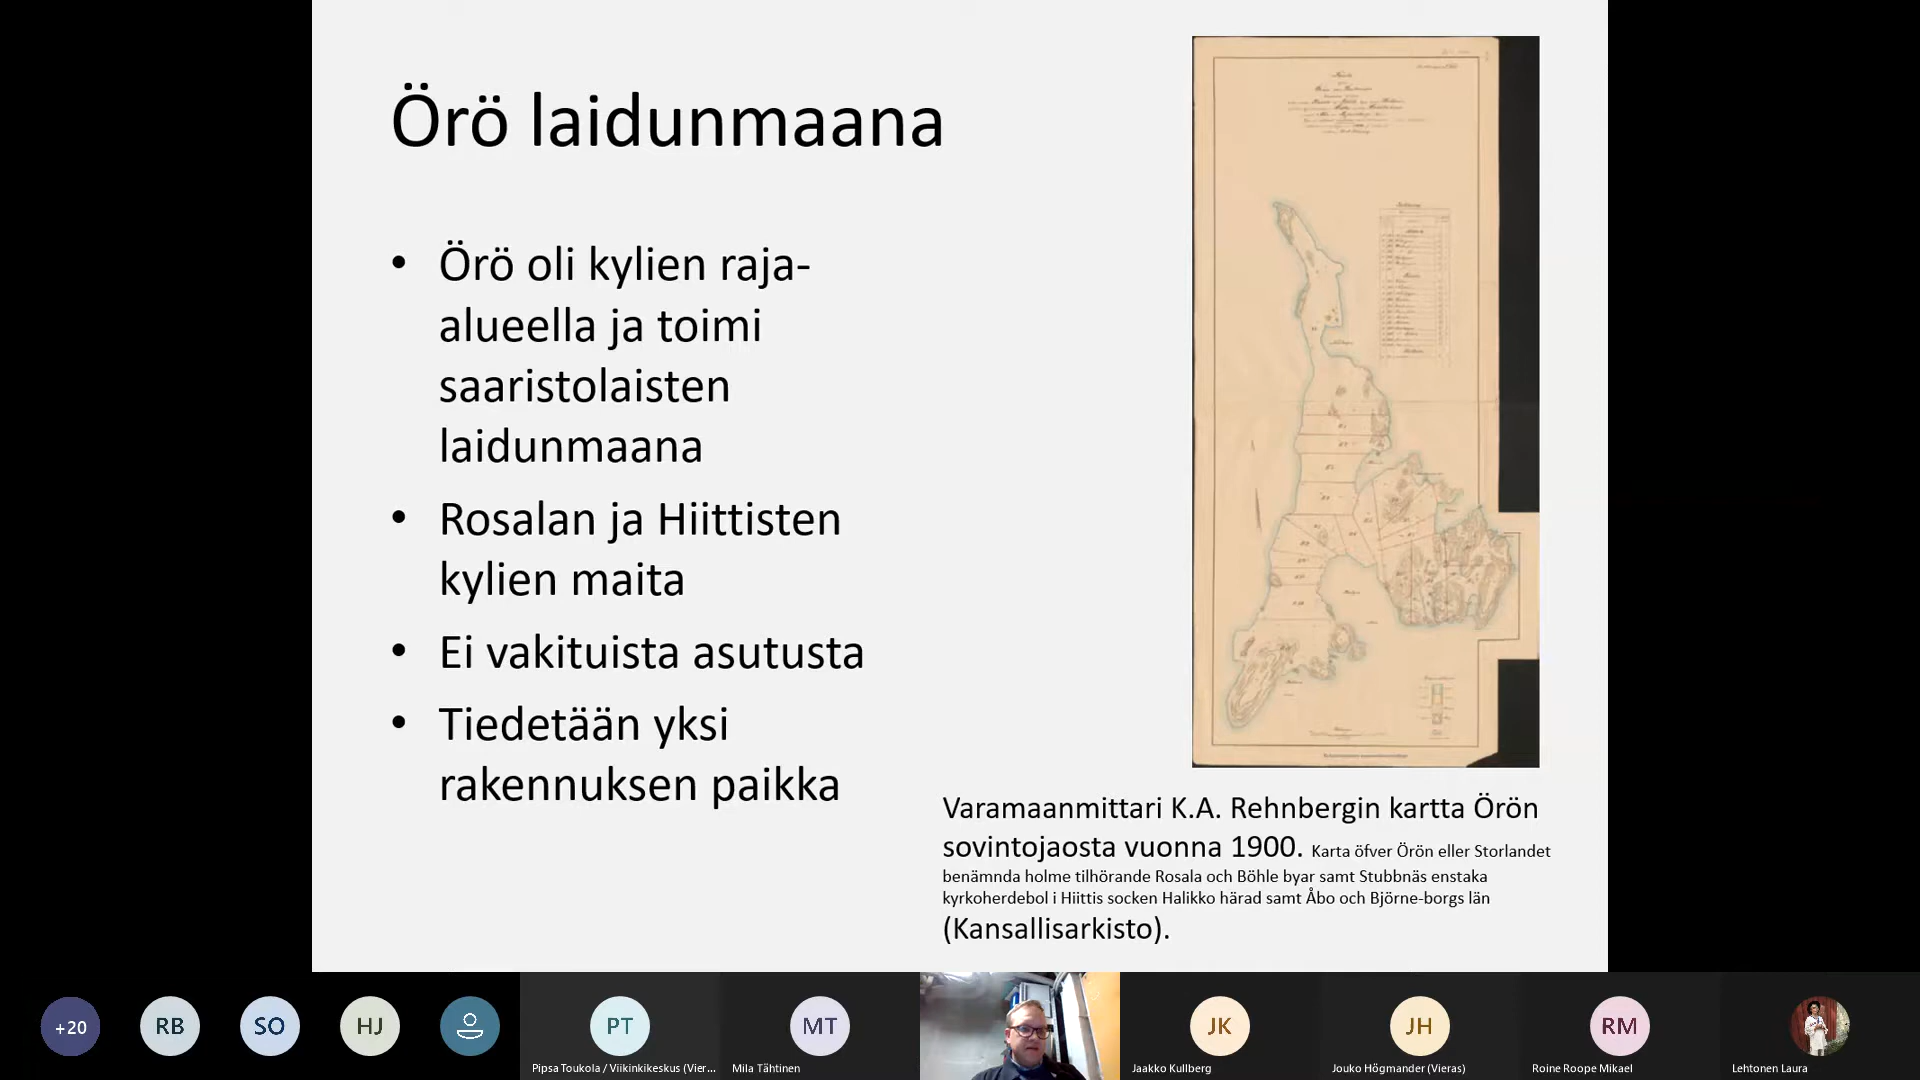 Örö laidunmaana
• Örö oli kylien raja-
alueella ja toimi
saaristolaisten
laidunmaana
• Rosalan ja Hiittisten
kylien maita
• Ei vakituista asutusta
• Tiedetään yksi
rakennuksen paikka
Varamaanmittari K.A. Rehnbergin kartta Örön
sovintojaosta vuonna 1900. Karta öfver Örön eller Storlandet
benämnda holme tilhörande Rosala och Böhle byar samt Stubbnäs enstaka
kyrkoherdebol i Hiittis socken Halikko härad samt Åbo och Björne-borgs län
(Kansallisarkisto).
+20
RB
SO
HJ
PT
MT
JK
JH
RM
Pipsa Toukola / Viikinkikeskus (Vier...
Mila Tähtinen
Jaakko Kullberg
Jouko Högmander (Vieras)
Roine Roope Mikael
Lehtonen Laura